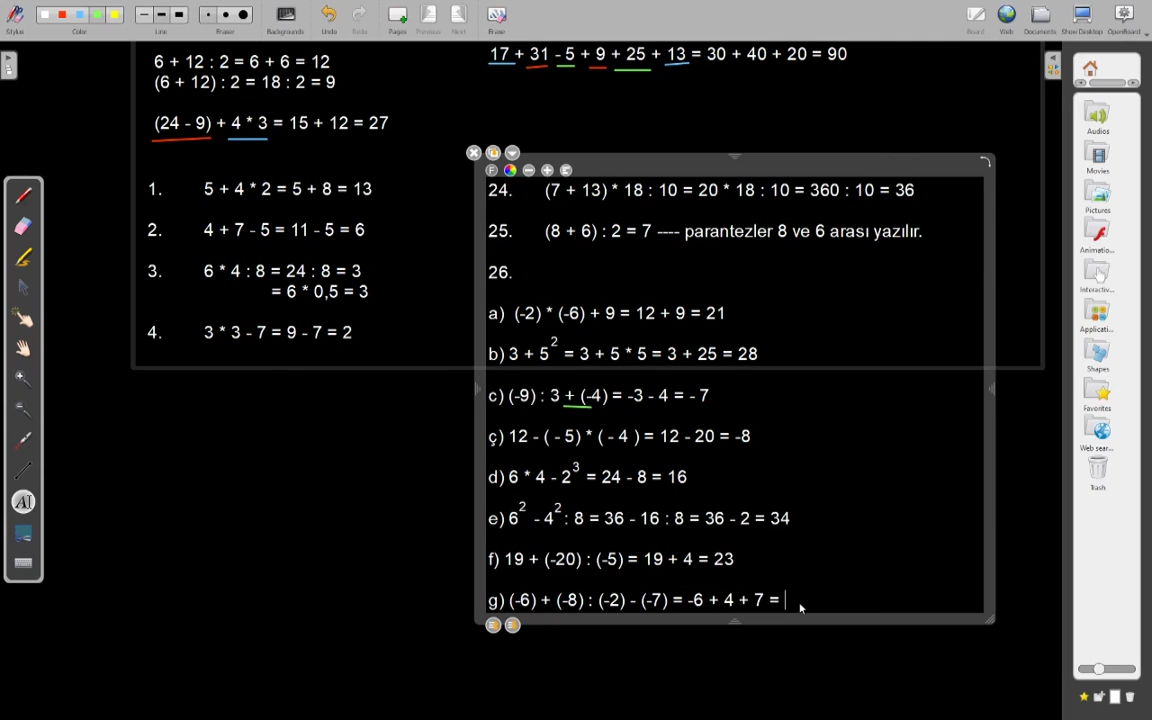 Stylus
Color
Line
Eraser
Backgrounds
Undo
Redo
Pages
Previous
Next
Erase
Board
Web
Documents
Show Desktop
OpenBoard
6 + 12 : 2 = 6 + 6 = 12
(6 + 12) : 2 = 18 : 2 = 9
(24 - 9) + 4 * 3 = 15 + 12 = 27
1. 5 + 4 * 2 = 5 + 8 = 13
2. 4 + 7 - 5 = 11 - 5 = 6
3. 6 * 4 : 8 = 24 : 8 = 3
= 6 * 0,5 = 3
4. 3 * 3 - 7 = 9 - 7 = 2
17 + 31 - 5 + 9 + 25 + 13 = 30 + 40 + 20 = 90
F
24. (7 + 13) * 18 : 10 = 20 * 18 : 10 = 360 : 10 = 36
25. (8 + 6) : 2 = 7 ---- parantezler 8 ve 6 arası yazılır.
26.
a) (-2) * (-6) + 9 = 12 + 9 = 21
b) 3 + 5² = 3 + 5 * 5 = 3 + 25 = 28
c) (-9) : 3 + (-4) = -3 - 4 = - 7
ç) 12 - ( - 5) * ( - 4 ) = 12 - 20 = -8
d) 6 * 4 - 2³ = 24 - 8 = 16
e) 6² - 4² : 8 = 36 - 16 : 8 = 36 - 2 = 34
f) 19 + (-20) : (-5) = 19 + 4 = 23
g) (-6) + (-8) : (-2) - (-7) = -6 + 4 + 7 =
AI
Audios
Movies
Pictures
Animatio...
Interactiv...
Applicati...
Shapes
Favorites
Web sear...
Trash